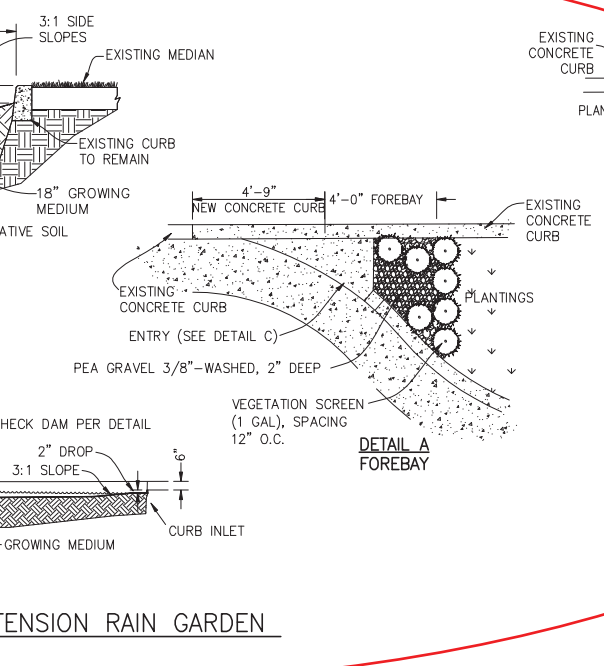 3:1 SIDE
SLOPES
EXISTING MEDIAN
EXISTING CURB
TO REMAIN
18" GROWING
MEDIUM
EXISTING
CONCRETE
CURB
4'-9"
NEW CONCRETE CURB
4'-0" FOREBAY
EXISTING
CONCRETE
CURB
EXISTING
CONCRETE CURB
PLANTINGS
ENTRY (SEE DETAIL C)
PEA GRAVEL 3/8"-WASHED, 2" DEEP
VEGETATION SCREEN
(1 GAL), SPACING
12" O.C.
DETAIL A
FOREBAY
HECK DAM PER DETAIL
2" DROP
3:1 SLOPE
6"
CURB INLET
-GROWING MEDIUM
ATIVE SOIL
PLAN
TENSION RAIN GARDEN